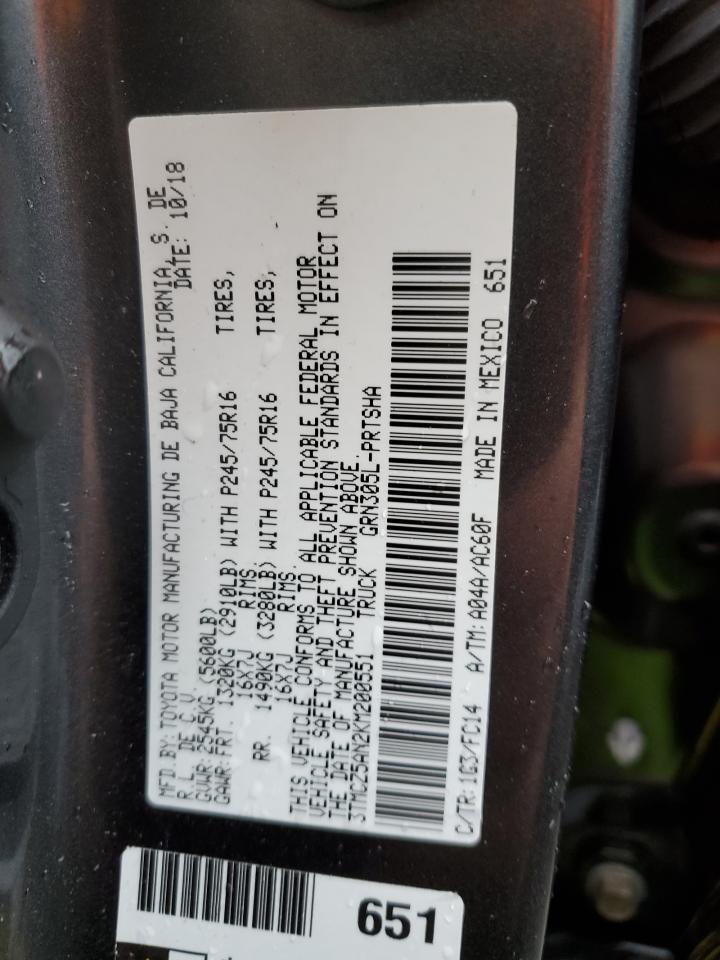 MFD.BY: TOYOTA MOTOR MANUFACTURING DE BAJA CALIFORNIA, S. DE
R.L. DE C.V. DATE: 10/18
GVWR: 2545KG (5600LB)
GAWR: FRT. 1320KG (2910LB) WITH P245/75R16 TIRES,
16X7J RIMS
RR. 1490KG (3280LB) WITH P245/75R16 TIRES,
16X7J RIMS.
THIS VEHICLE CONFORMS TO ALL APPLICABLE FEDERAL MOTOR
VEHICLE SAFETY AND THEFT PREVENTION STANDARDS IN EFFECT ON
THE DATE OF MANUFACTURE SHOWN ABOVE.
3TMCZ5AN2KM200551 TRUCK GRN305L-PRTSHA
C/TR: 1G3/FC14 A/TM: A04A/AC60F MADE IN MEXICO 651
651